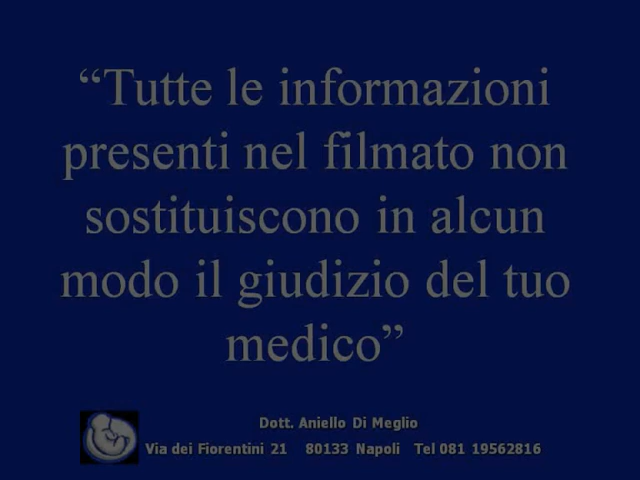 “Tutte le informazioni
presenti nel filmato non
sostituiscono in alcun
modo il giudizio del tuo
medico”
Dott. Aniello Di Meglio
Via dei Fiorentini 21 80133 Napoli Tel 081 19562816